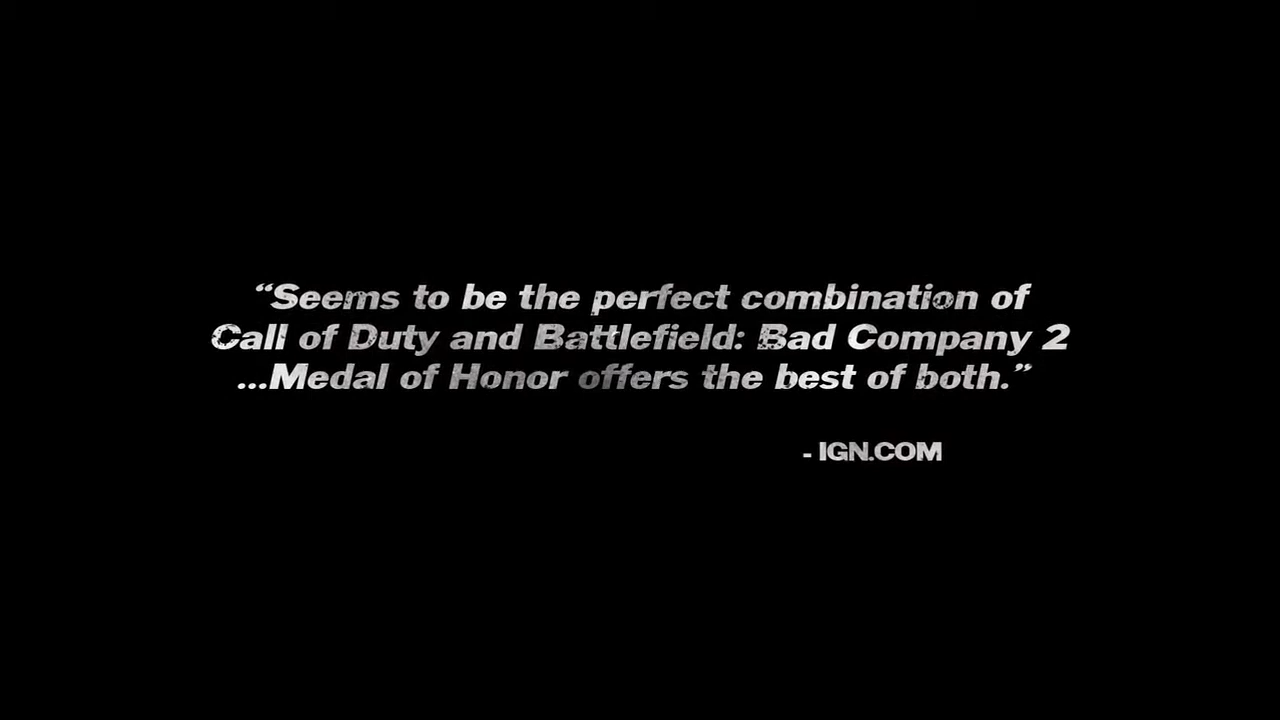 “Seems to be the perfect combination of
Call of Duty and Battlefield: Bad Company 2
...Medal of Honor offers the best of both.”
- IGN.COM